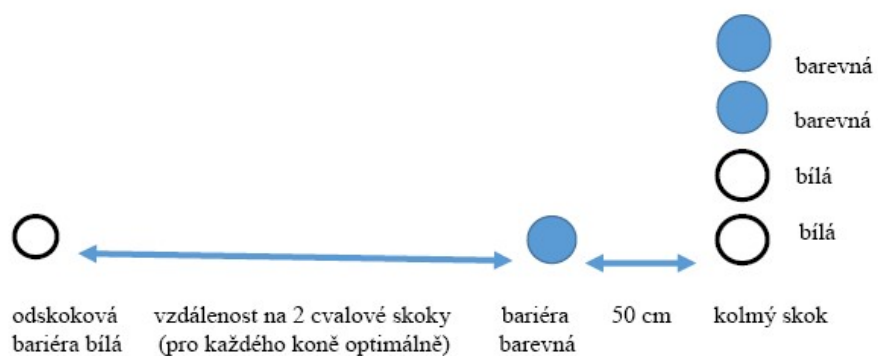 barevná
barevná
bílá
bílá
odskoková vzdálenost na 2 cvalové skoky bariéra 50 cm kolmý skok
bariéra bílá (pro každého koně optimálně) barevná